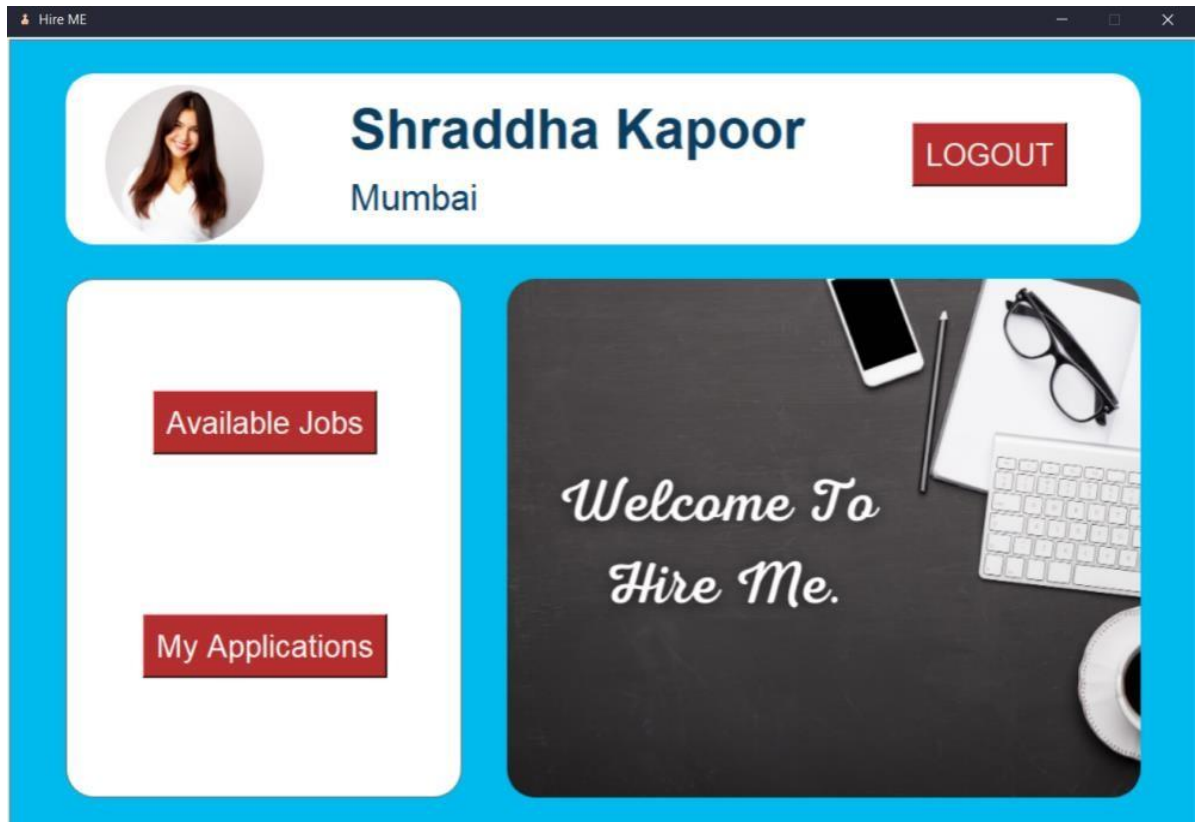 Hire ME
Shraddha Kapoor
Mumbai
LOGOUT
Available Jobs
My Applications
Welcome To
Hire Me.